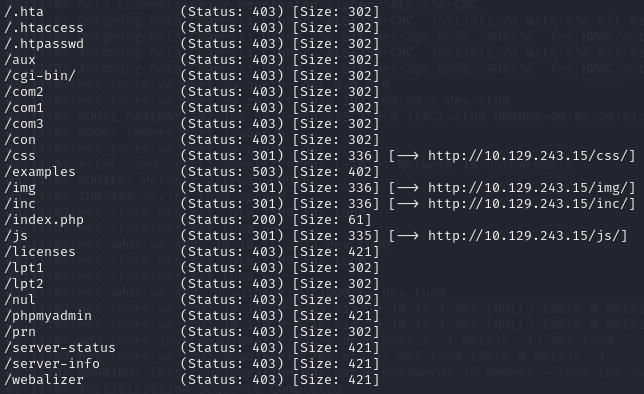 /.hta (Status: 403) [Size: 302]
/.htaccess (Status: 403) [Size: 302]
/.htpasswd (Status: 403) [Size: 302]
/aux (Status: 403) [Size: 302]
/cgi-bin/ (Status: 403) [Size: 302]
/com2 (Status: 403) [Size: 302]
/com1 (Status: 403) [Size: 302]
/com3 (Status: 403) [Size: 302]
/con (Status: 403) [Size: 302]
/css (Status: 301) [Size: 336] [--> http://10.129.243.15/css/]
/examples (Status: 503) [Size: 402]
/img (Status: 301) [Size: 336] [--> http://10.129.243.15/img/]
/inc (Status: 301) [Size: 336] [--> http://10.129.243.15/inc/]
/index.php (Status: 200) [Size: 61]
/js (Status: 301) [Size: 335] [--> http://10.129.243.15/js/]
/licenses (Status: 403) [Size: 421]
/lpt1 (Status: 403) [Size: 302]
/lpt2 (Status: 403) [Size: 302]
/nul (Status: 403) [Size: 302]
/phpmyadmin (Status: 403) [Size: 421]
/prn (Status: 403) [Size: 302]
/server-status (Status: 403) [Size: 421]
/server-info (Status: 403) [Size: 421]
/webalizer (Status: 403) [Size: 421]